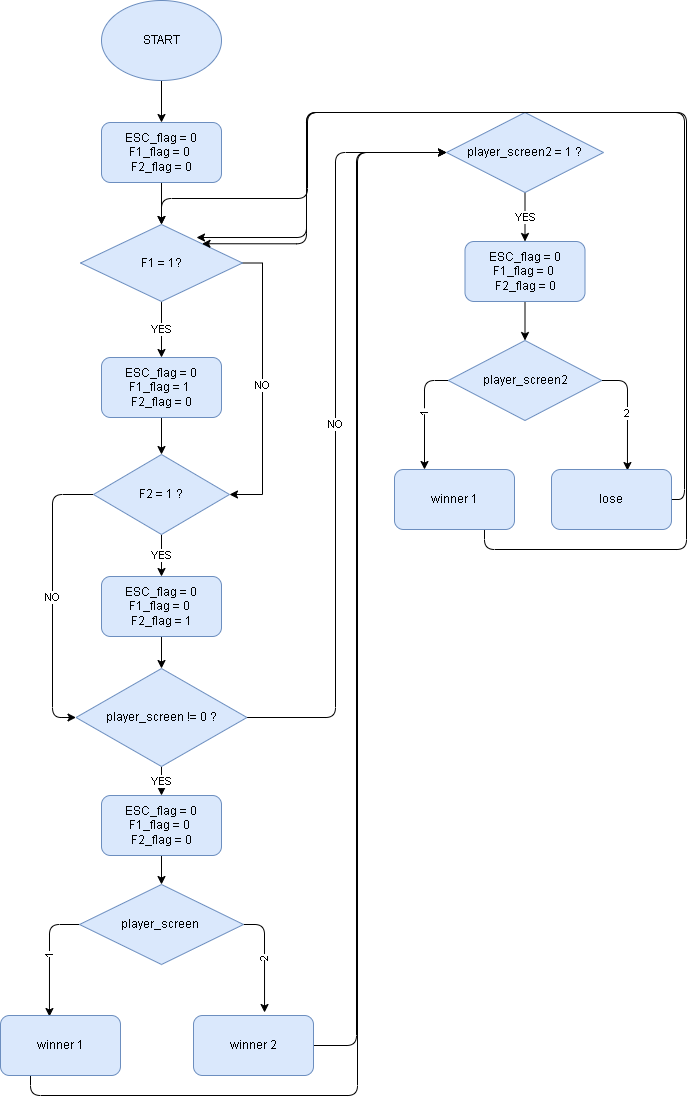 START
ESC_flag = 0
F1_flag = 0
F2_flag = 0
F1 = 1?
YES
NO
ESC_flag = 0
F1_flag = 1
F2_flag = 0
F2 = 1 ?
YES
NO
ESC_flag = 0
F1_flag = 0
F2_flag = 1
player_screen != 0 ?
NO
YES
ESC_flag = 0
F1_flag = 0
F2_flag = 0
player_screen
1
2
winner 1
winner 2
player_screen2 = 1 ?
YES
ESC_flag = 0
F1_flag = 0
F2_flag = 0
player_screen2
1
2
winner 1
lose